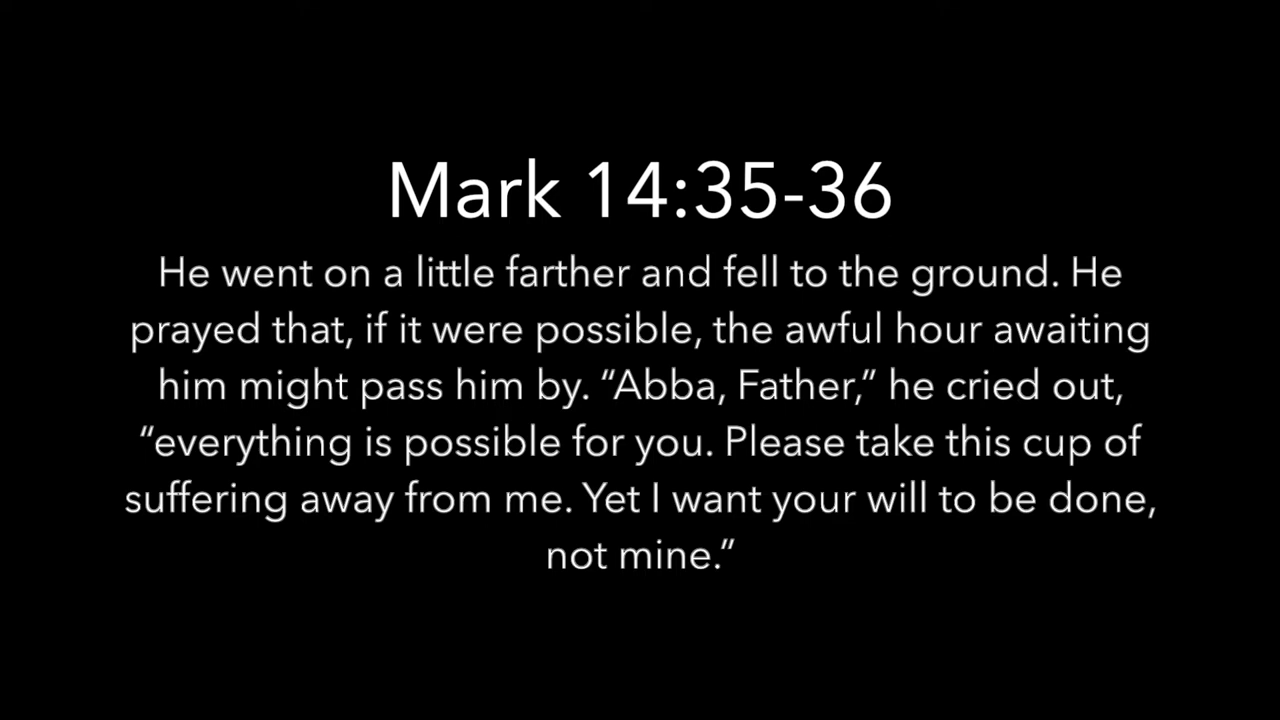 Mark 14:35-36
He went on a little farther and fell to the ground. He
prayed that, if it were possible, the awful hour awaiting
him might pass him by. “Abba, Father,” he cried out,
“everything is possible for you. Please take this cup of
suffering away from me. Yet I want your will to be done,
not mine.”